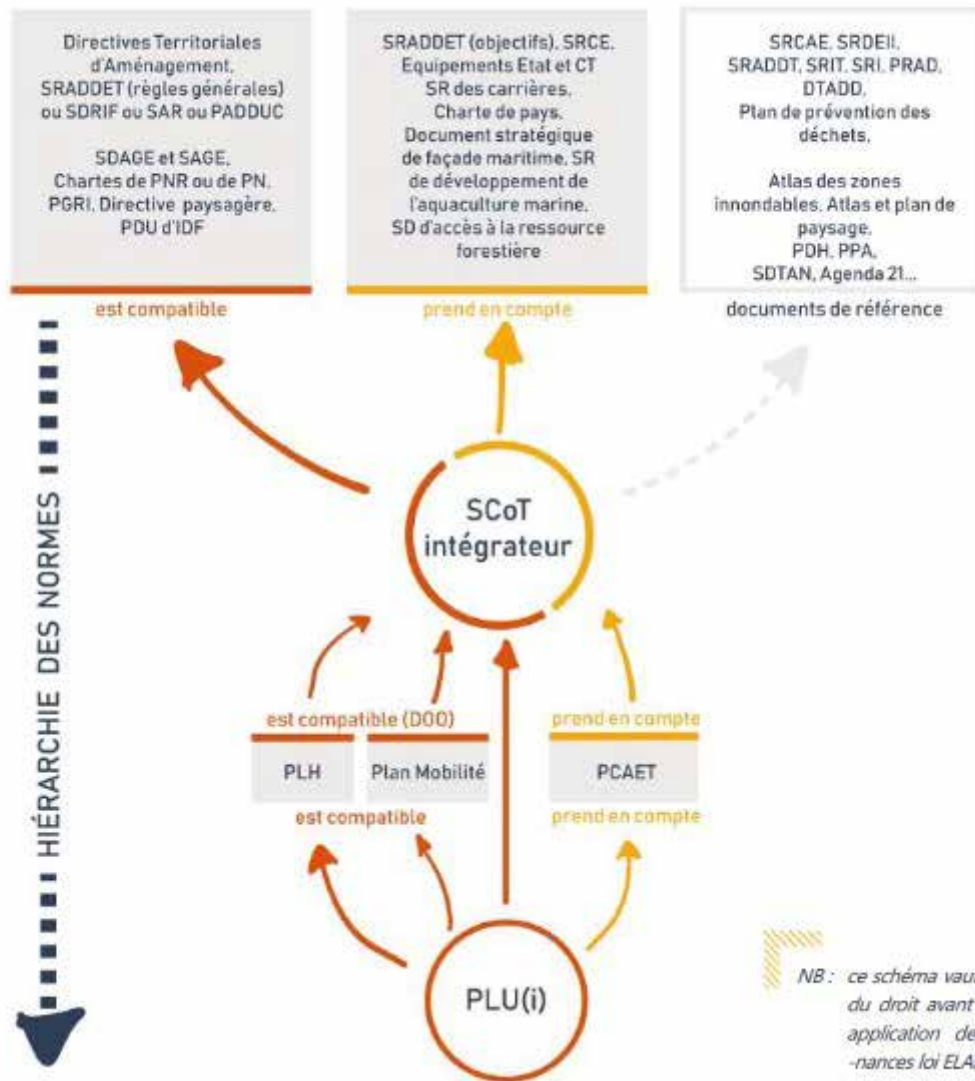 Directives Territoriales
d'Aménagement,
SRADDET (règles générales)
ou SDRIF ou SAR ou PADDUC
SDAGE et SAGE,
Chartes de PNR ou de PN,
PGRI, Directive paysagère,
PDU d'IDF
est compatible
SRADDET (objectifs), SRCE,
Equipements Etat et CT
SR des carrières,
Charte de pays,
Document stratégique
de façade maritime, SR
de développement de
l'aquaculture marine,
SD d'accès à la ressource
forestière
prend en compte
SRCAE, SRDEII,
SRADDT, SRIT, SRI, PRAD,
DTADD,
Plan de prévention des
déchets,
Atlas des zones
innondables, Atlas et plan de
paysage,
PDH, PPA,
SDTAN, Agenda 21...
documents de référence
HIÉRARCHIE DES NORMES
SCoT
intégrateur
est compatible (DOO)
prend en compte
PLH
Plan Mobilité
PCAET
est compatible
prend en compte
PLU(i)
NB : ce schéma vaut
du droit avant
application de
-nances loi ELA